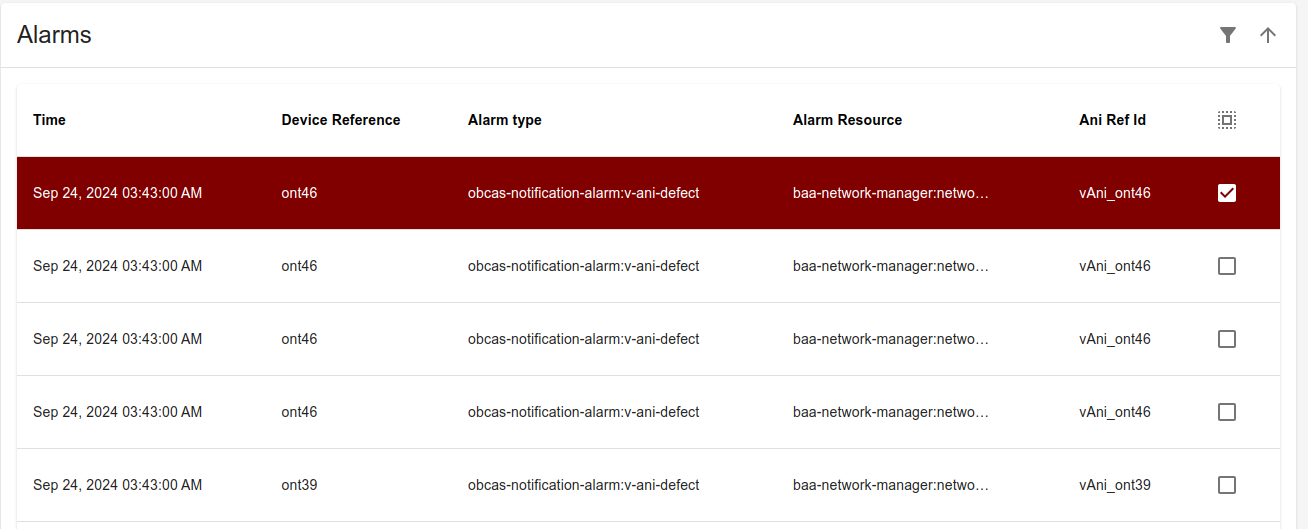 Alarms
Time Device Reference Alarm type Alarm Resource Ani Ref Id
Sep 24, 2024 03:43:00 AM ont46 obcas-notification-alarm:v-ani-defect baa-network-manager:netwo… vAni_ont46
Sep 24, 2024 03:43:00 AM ont46 obcas-notification-alarm:v-ani-defect baa-network-manager:netwo… vAni_ont46
Sep 24, 2024 03:43:00 AM ont46 obcas-notification-alarm:v-ani-defect baa-network-manager:netwo… vAni_ont46
Sep 24, 2024 03:43:00 AM ont46 obcas-notification-alarm:v-ani-defect baa-network-manager:netwo… vAni_ont46
Sep 24, 2024 03:43:00 AM ont39 obcas-notification-alarm:v-ani-defect baa-network-manager:netwo… vAni_ont39